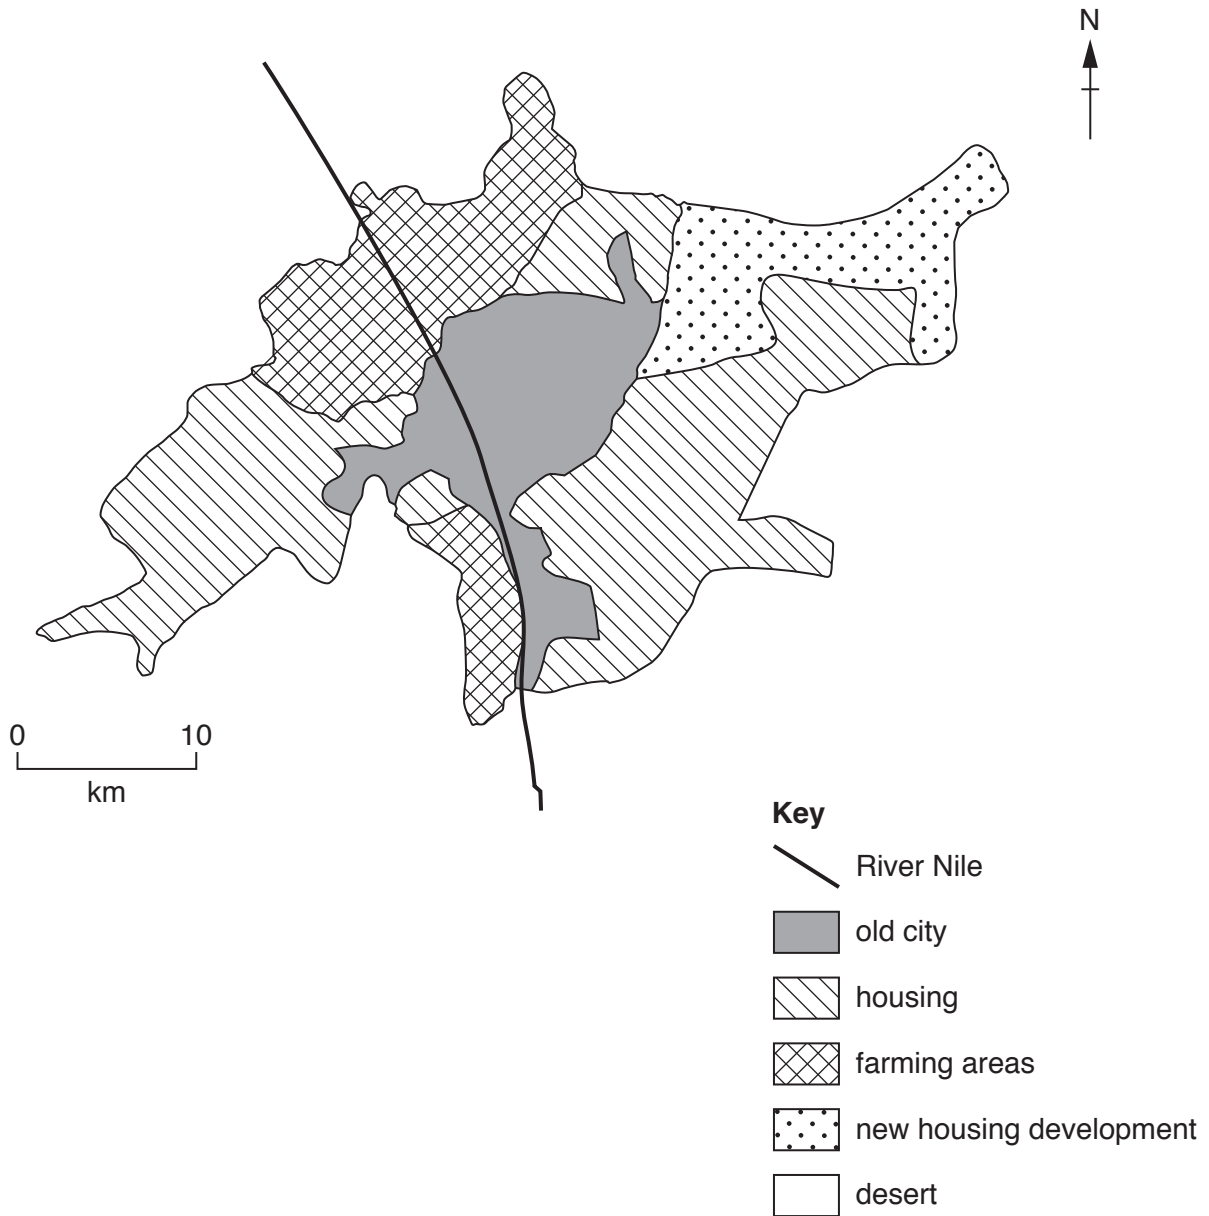 N
0 10
km
Key
River Nile
old city
housing
farming areas
new housing development
desert